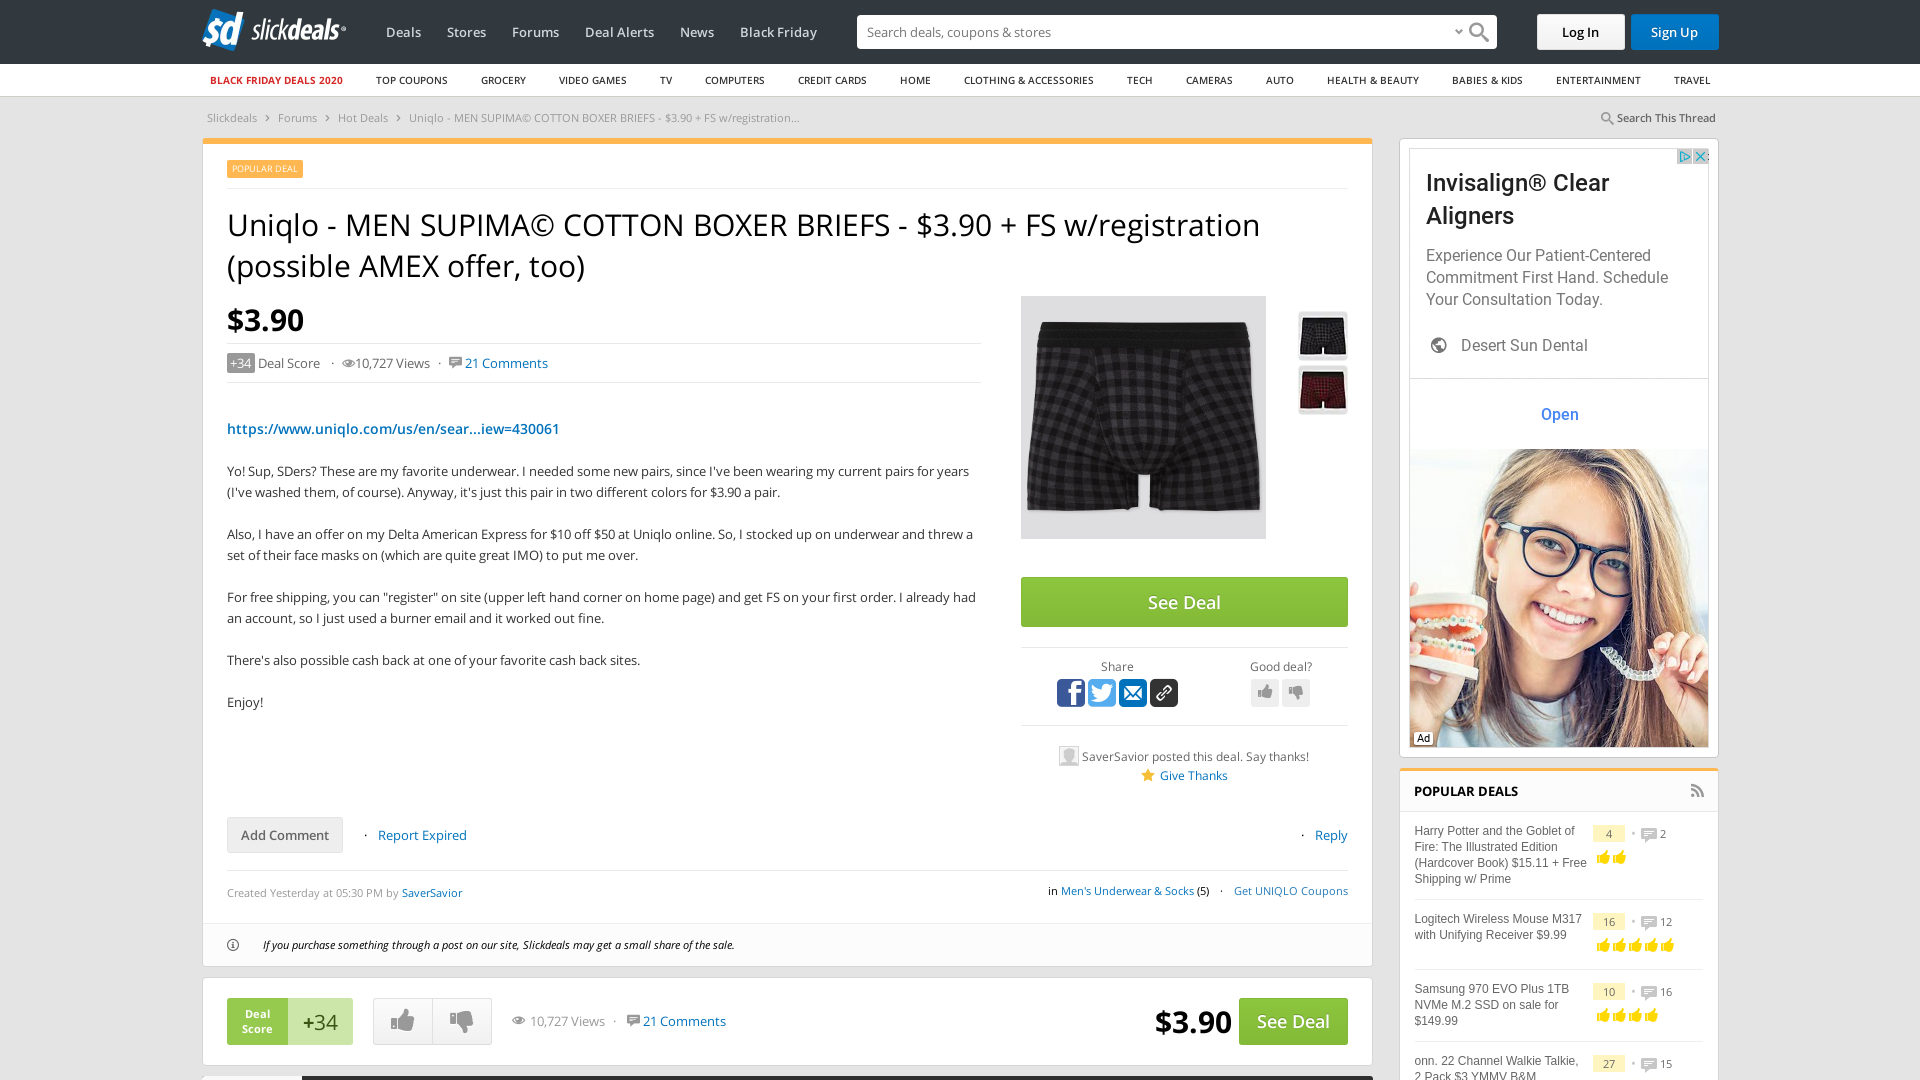 slickdeals
Deals
Stores
Forums
Deal Alerts
News
Black Friday
Search deals, coupons & stores
Log In
Sign Up
BLACK FRIDAY DEALS 2020
TOP COUPONS
GROCERY
VIDEO GAMES
TV
COMPUTERS
CREDIT CARDS
HOME
CLOTHING & ACCESSORIES
TECH
CAMERAS
AUTO
HEALTH & BEAUTY
BABIES & KIDS
ENTERTAINMENT
TRAVEL
Slickdeals › Forums › Hot Deals › Uniqlo - MEN SUPIMA© COTTON BOXER BRIEFS - $3.90 + FS w/registration...
Search This Thread
POPULAR DEAL
Uniqlo - MEN SUPIMA© COTTON BOXER BRIEFS - $3.90 + FS w/registration
(possible AMEX offer, too)
$3.90
+34 Deal Score · 10,727 Views · 21 Comments
https://www.uniqlo.com/us/en/sear...iew=430061
Yo! Sup, SDers? These are my favorite underwear. I needed some new pairs, since I've been wearing my current pairs for years
(I've washed them, of course). Anyway, it's just this pair in two different colors for $3.90 a pair.
Also, I have an offer on my Delta American Express for $10 off $50 at Uniqlo online. So, I stocked up on underwear and threw a
set of their face masks on (which are quite great IMO) to put me over.
For free shipping, you can "register" on site (upper left hand corner on home page) and get FS on your first order. I already had
an account, so I just used a burner email and it worked out fine.
There's also possible cash back at one of your favorite cash back sites.
Enjoy!
See Deal
Share
Good deal?
SaverSavior posted this deal. Say thanks!
Give Thanks
Add Comment
· Report Expired
· Reply
Created Yesterday at 05:30 PM by SaverSavior
in Men's Underwear & Socks (5) · Get UNIQLO Coupons
If you purchase something through a post on our site, Slickdeals may get a small share of the sale.
Deal
Score
+34
10,727 Views · 21 Comments
$3.90
See Deal
Invisalign® Clear
Aligners
Experience Our Patient-Centered
Commitment First Hand. Schedule
Your Consultation Today.
Desert Sun Dental
Open
Ad
POPULAR DEALS
Harry Potter and the Goblet of
Fire: The Illustrated Edition
(Hardcover Book) $15.11 + Free
Shipping w/ Prime
4 • 2
Logitech Wireless Mouse M317
with Unifying Receiver $9.99
16 • 12
Samsung 970 EVO Plus 1TB
NVMe M.2 SSD on sale for
$149.99
10 • 16
onn. 22 Channel Walkie Talkie,
2 Pack $3 YMMV B&M
27 • 15